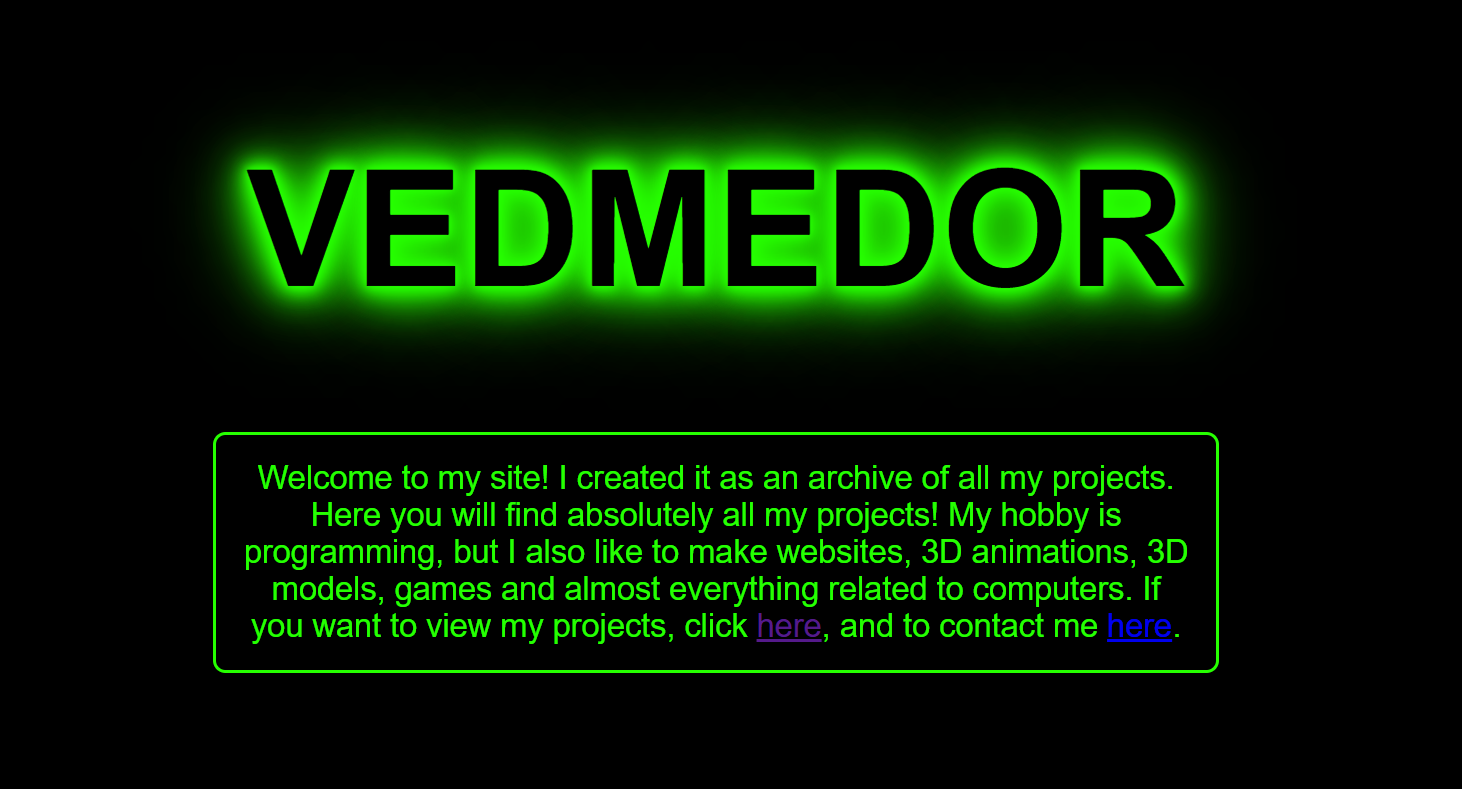 VEDMEDOR
Welcome to my site! I created it as an archive of all my projects.
Here you will find absolutely all my projects! My hobby is
programming, but I also like to make websites, 3D animations, 3D
models, games and almost everything related to computers. If
you want to view my projects, click here, and to contact me here.